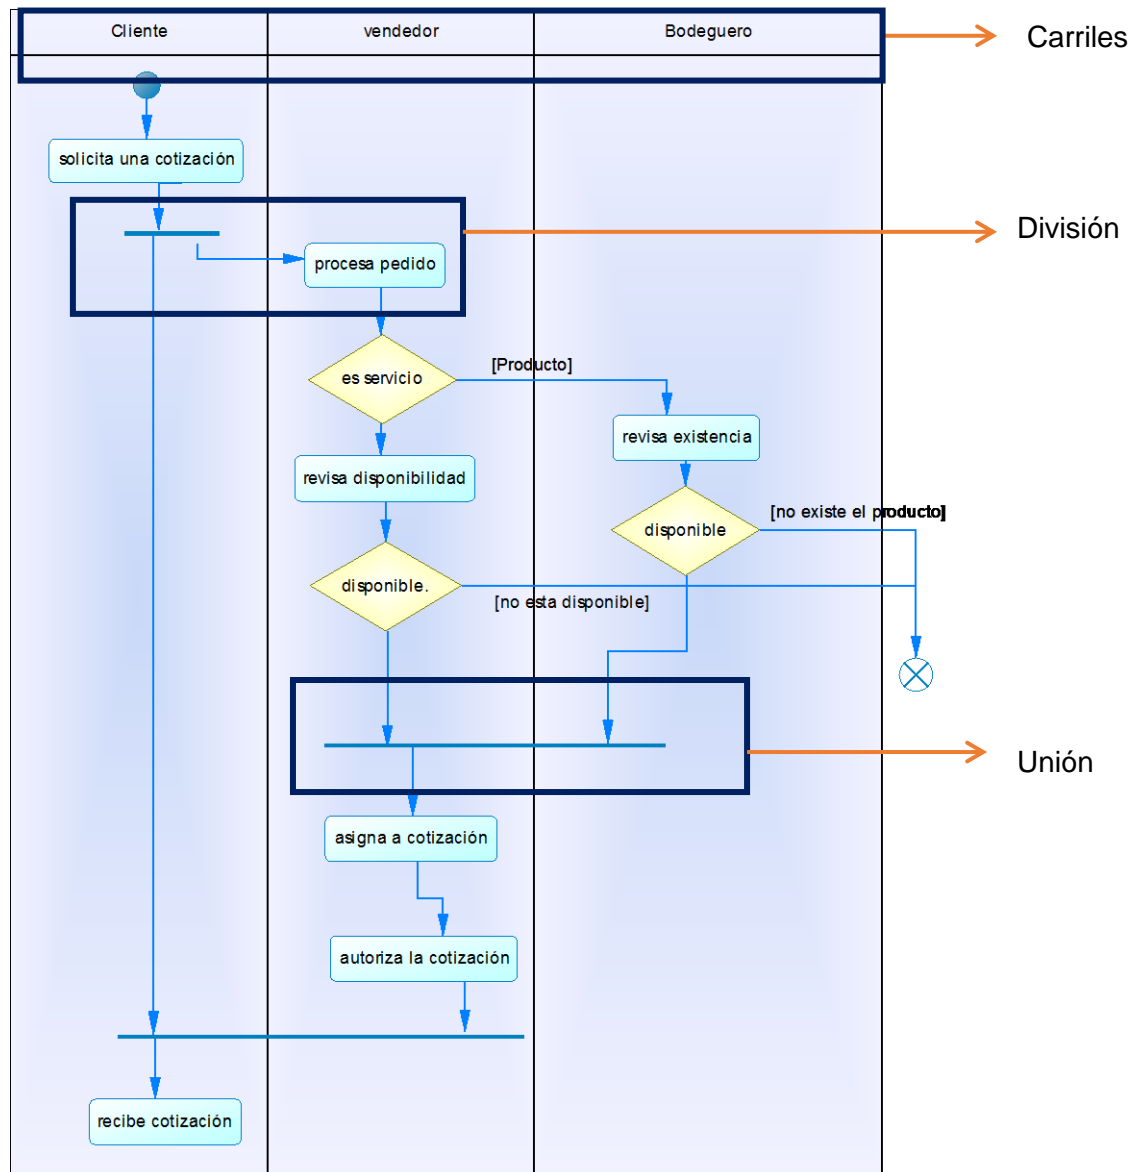 Cliente
vendedor
Bodeguero
Carriles
solicita una cotización
División
procesa pedido
es servicio
[Producto]
revisa existencia
revisa disponibilidad
[no existe el producto]
disponible
disponible.
[no esta disponible]
Unión
asigna a cotización
autoriza la cotización
recibe cotización